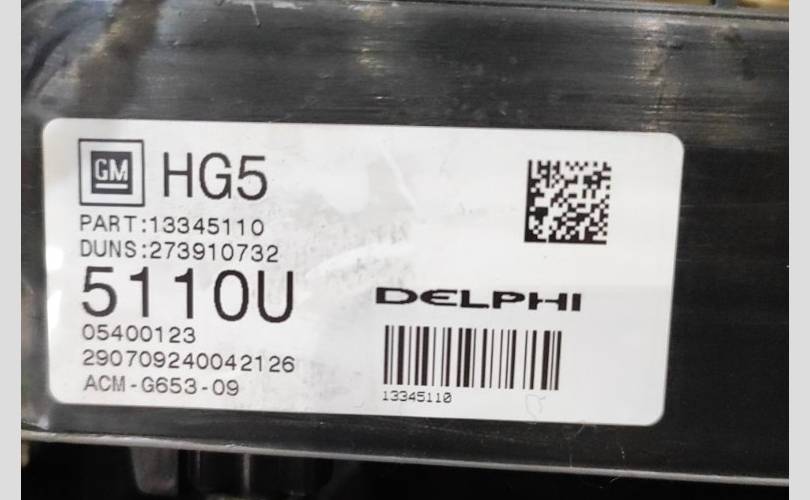 GM HG5
PART:13345110
DUNS:273910732
5110U
DELPHI
05400123
290709240042126
ACM-G653-09
13345110